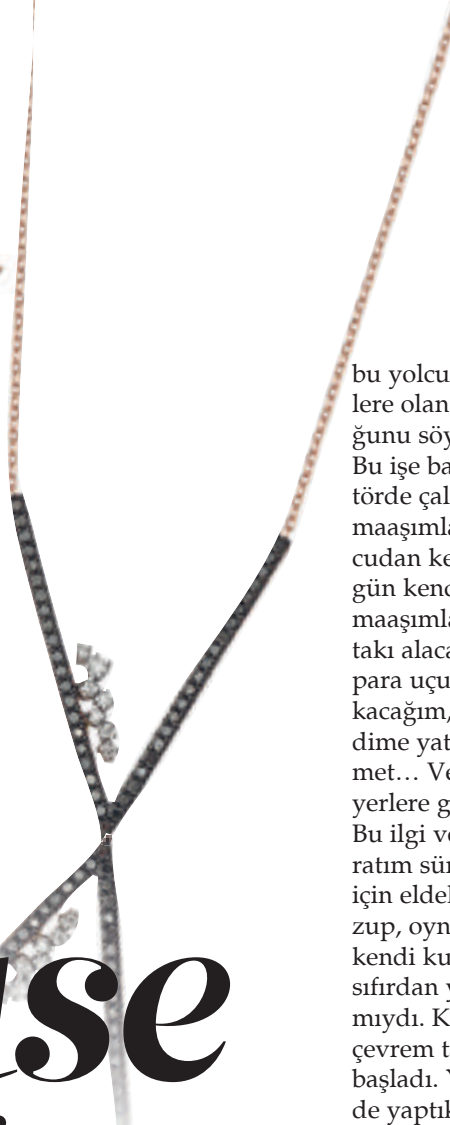 use
bu yolcu
lere olan
ğunu söy
Bu işe ba
törde çal
maaşımla
cudan ke
gün kend
maaşımla
takı alaca
para uçu
kacağım,
dime yat
met… Ve
yerlere g
Bu ilgi ve
ratım sür
için eldel
zup, oyn
kendi ku
sıfırdan y
mıydı. K
çevrem t
başladı. Y
de yaptık